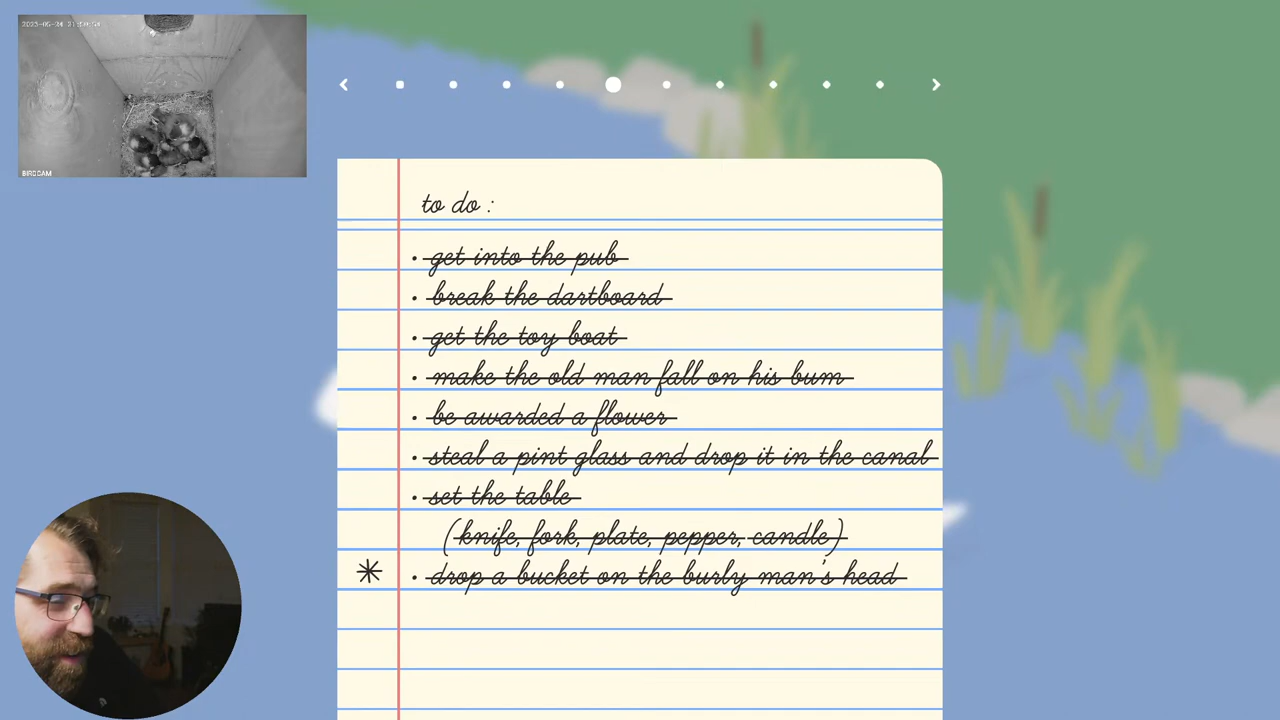 BIRDCAM
to do :
• get into the pub
• break the dartboard
• get the toy boat
• make the old man fall on his bum
• be awarded a flower
• steal a pint glass and drop it in the canal
• set the table
(knife, fork, plate, pepper, candle)
• drop a bucket on the burly man's head